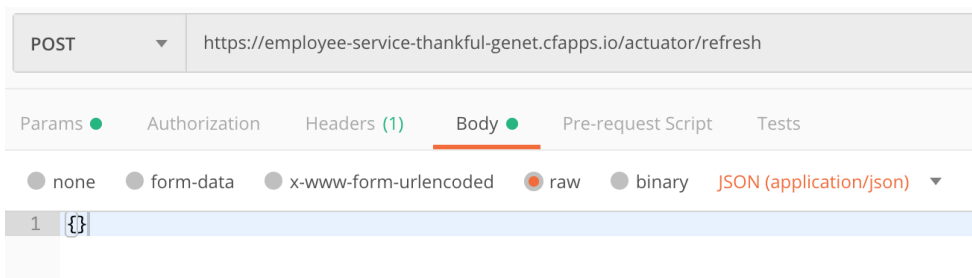 POST https://employee-service-thankful-genet.cfapps.io/actuator/refresh
Params Authorization Headers (1) Body Pre-request Script Tests
none form-data x-www-form-urlencoded raw binary JSON (application/json)
1 {}